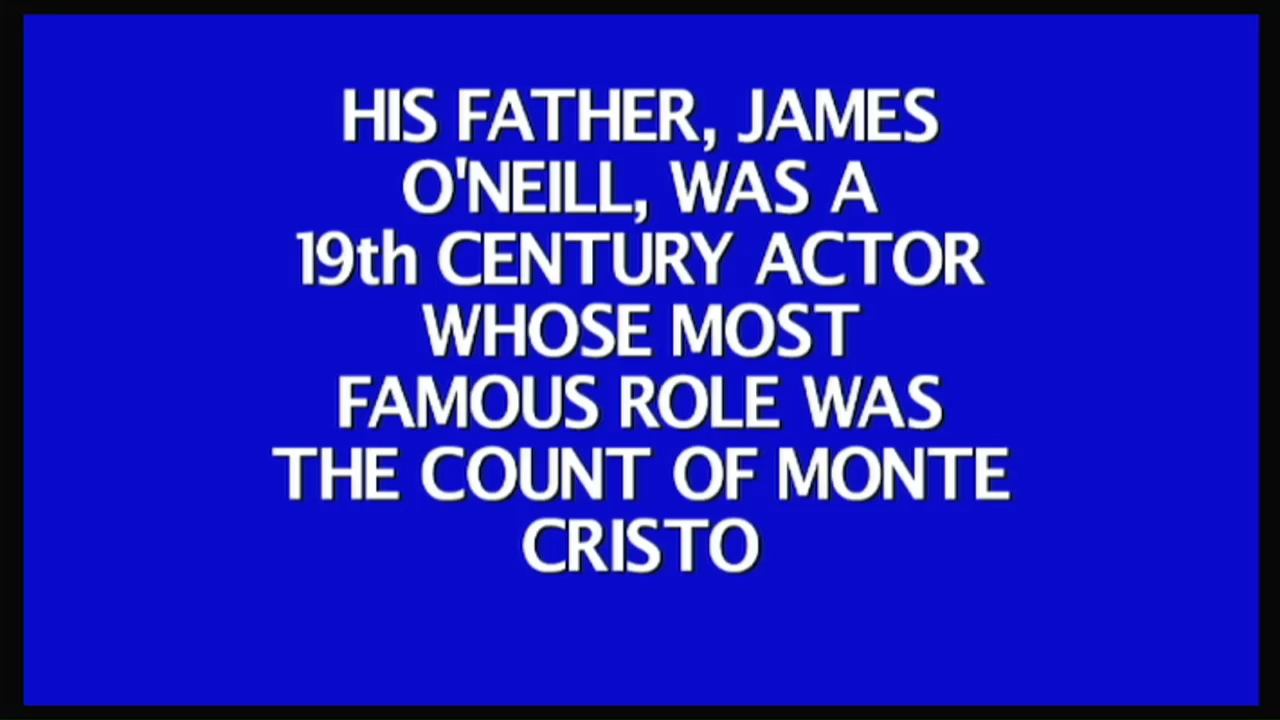 HIS FATHER, JAMES
O'NEILL, WAS A
19th CENTURY ACTOR
WHOSE MOST
FAMOUS ROLE WAS
THE COUNT OF MONTE
CRISTO